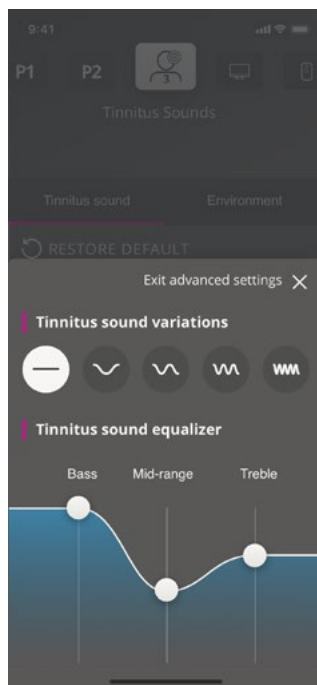 9:41
P1 P2 3
Tinnitus Sounds
Tinnitus sound Environment
RESTORE DEFAULT
Exit advanced settings
Tinnitus sound variations
Tinnitus sound equalizer
Bass Mid-range Treble